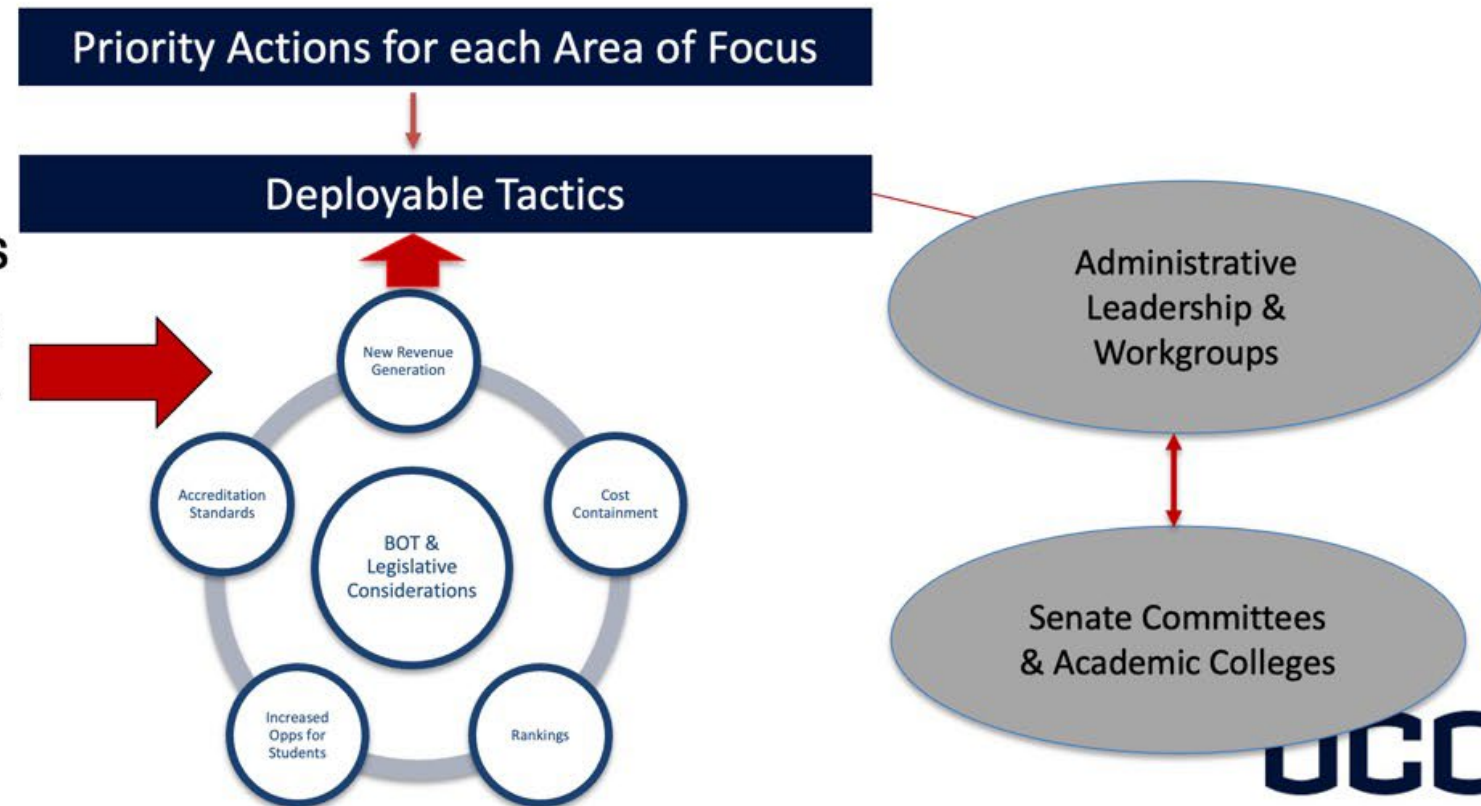 Priority Actions for each Area of Focus
Deployable Tactics
New Revenue
Generation
Accreditation
Standards
Cost
Containment
BOT &
Legislative
Considerations
Increased
Opps for
Students
Rankings
Administrative
Leadership &
Workgroups
Senate Committees
& Academic Colleges